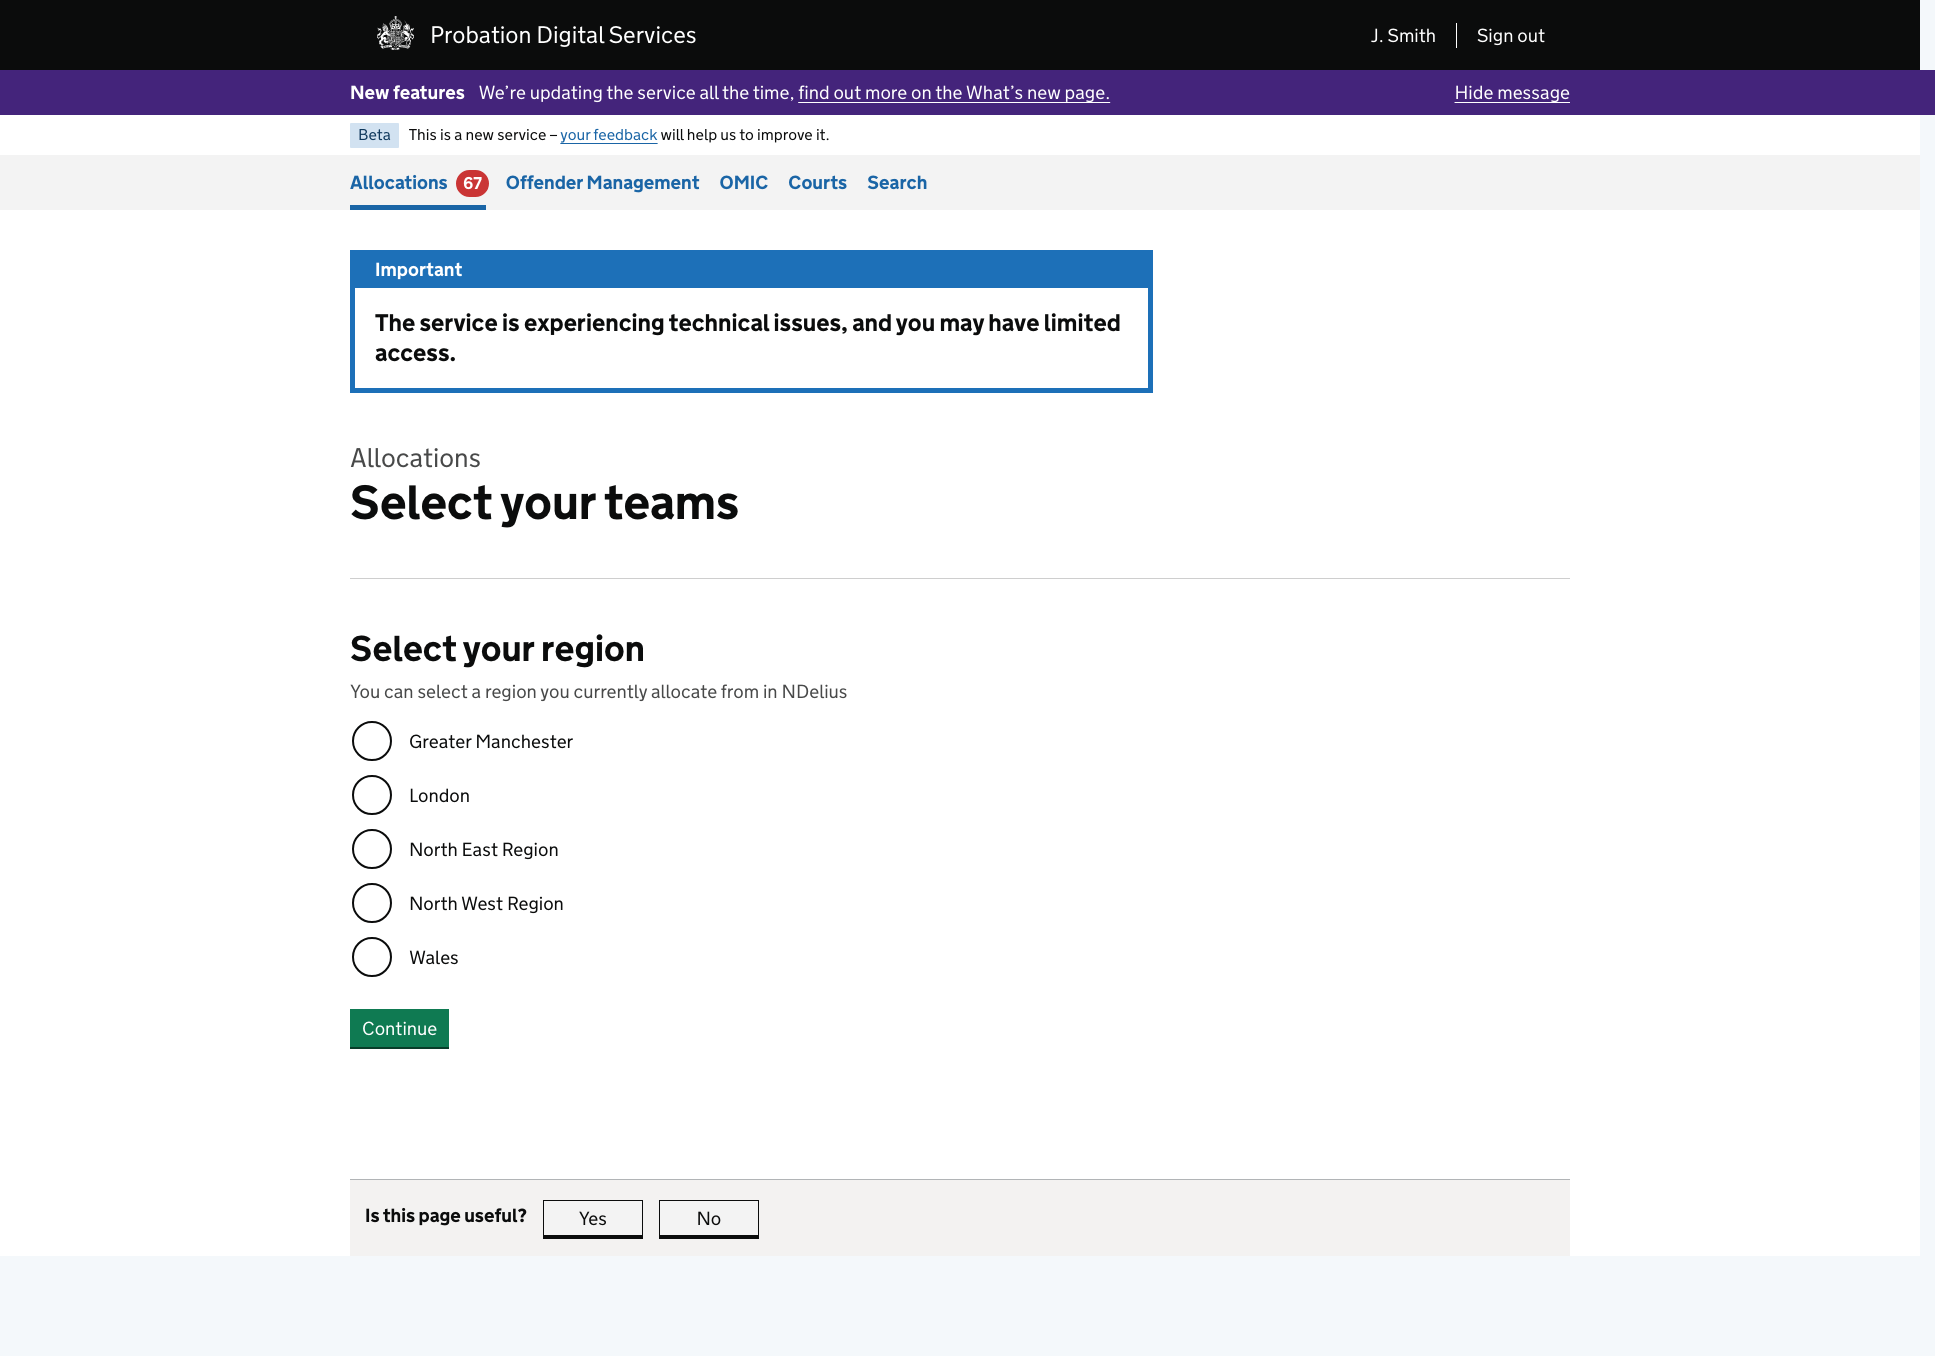 Probation Digital Services
J. Smith
Sign out
New features We’re updating the service all the time, find out more on the What’s new page.
Hide message
Beta This is a new service – your feedback will help us to improve it.
Allocations 67 Offender Management OMIC Courts Search
Important
The service is experiencing technical issues, and you may have limited
access.
Allocations
Select your teams
Select your region
You can select a region you currently allocate from in NDelius
Greater Manchester
London
North East Region
North West Region
Wales
Continue
Is this page useful? Yes No